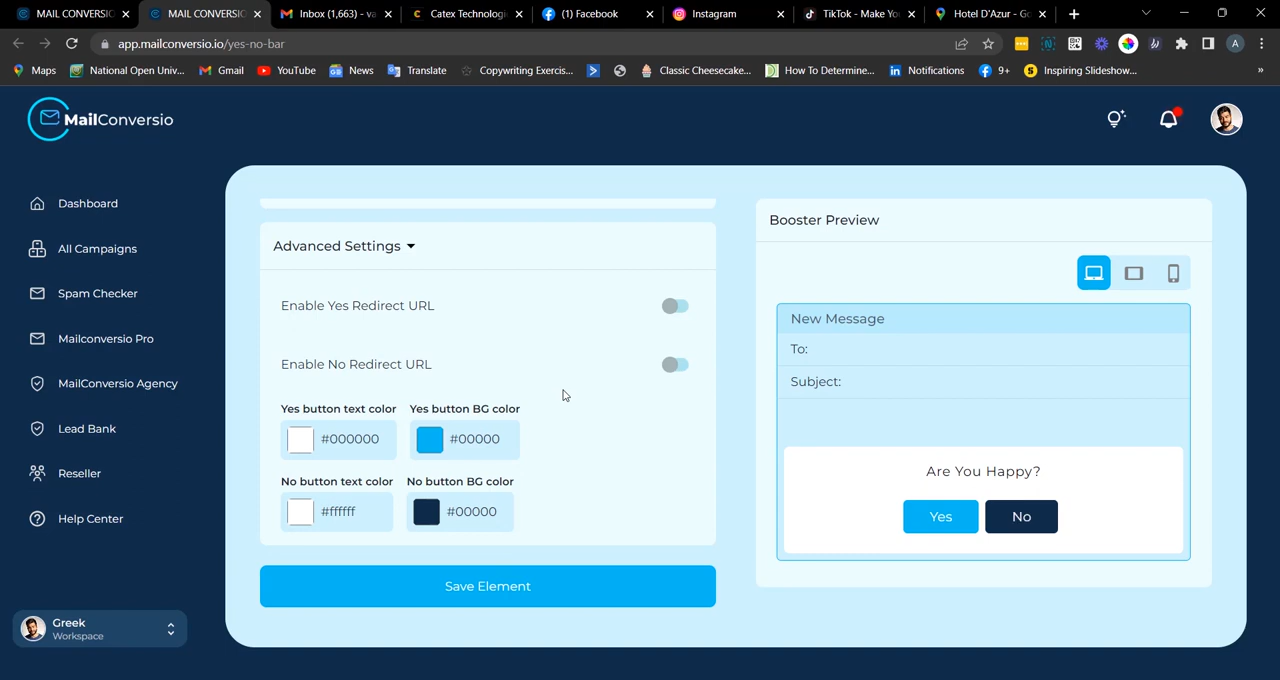 MAIL CONVERSIO
MAIL CONVERSIO
Inbox (1,663) - va
Catex Technologi
(1) Facebook
Instagram
TikTok - Make Yo
Hotel D'Azur - Go
app.mailconversio.io/yes-no-bar
A
Maps
National Open Univ...
Gmail
YouTube
News
Translate
Copywriting Exercis...
Classic Cheesecake...
How To Determine...
Notifications
9+
Inspiring Slideshow...
MailConversio
Dashboard
All Campaigns
Spam Checker
Mailconversio Pro
MailConversio Agency
Lead Bank
Reseller
Help Center
Greek
Workspace
Advanced Settings
Enable Yes Redirect URL
Enable No Redirect URL
Yes button text color
Yes button BG color
#000000
#00000
No button text color
No button BG color
#ffffff
#00000
Save Element
Booster Preview
New Message
To:
Subject:
Are You Happy?
Yes
No